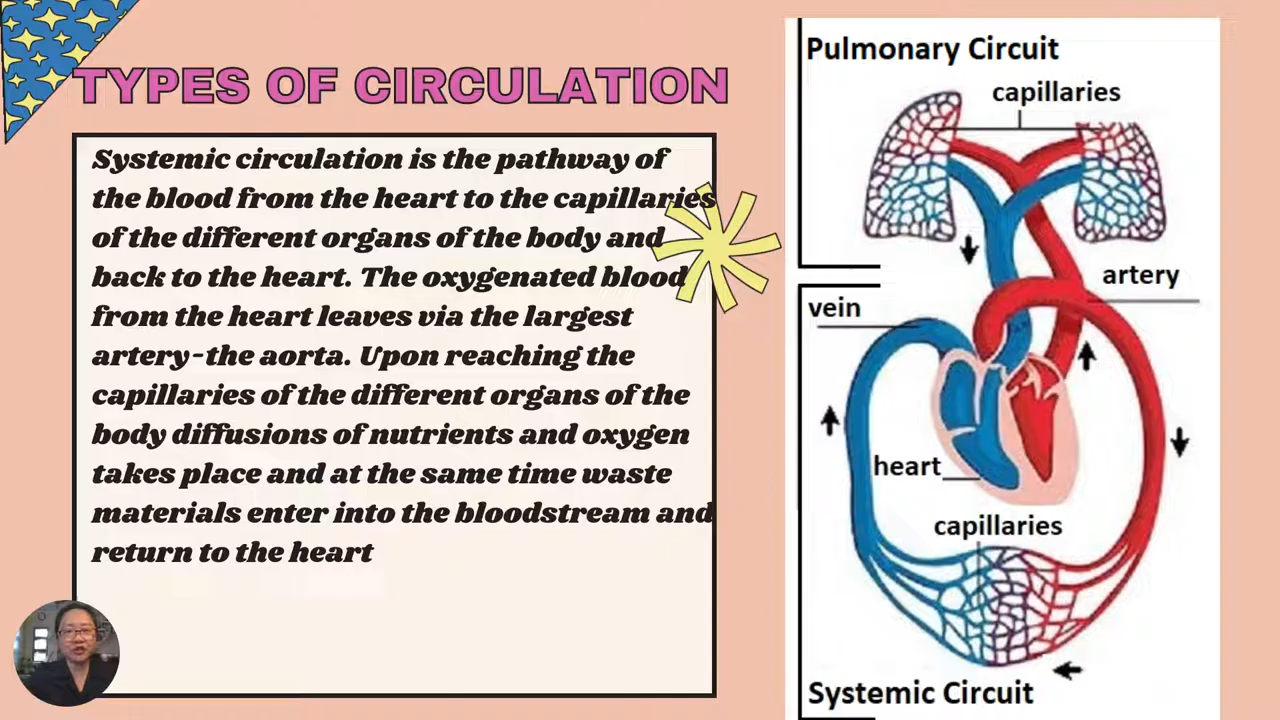 TYPES OF CIRCULATION
Systemic circulation is the pathway of
the blood from the heart to the capillaries
of the different organs of the body and
back to the heart. The oxygenated blood
from the heart leaves via the largest
artery-the aorta. Upon reaching the
capillaries of the different organs of the
body diffusions of nutrients and oxygen
takes place and at the same time waste
materials enter into the bloodstream and
return to the heart
Pulmonary Circuit
capillaries
artery
vein
heart
capillaries
Systemic Circuit